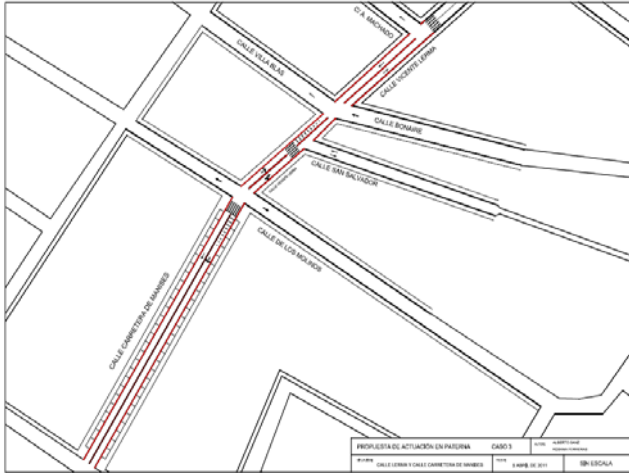 C/ A. MACHADO
CALLE VILLA BLAS
CALLE VICENTE LERMA
CALLE BONAIRE
CALLE SAN SALVADOR
CALLE DE LOS MOLINOS
CALLE CARRETERA DE MANISES
PROPUESTA DE ACTUACIÓN EN PATERNA CASO 3
CALLE LERMA Y CALLE CARRETERA DE MANISES
5 ABRIL DE 2011
SIN ESCALA